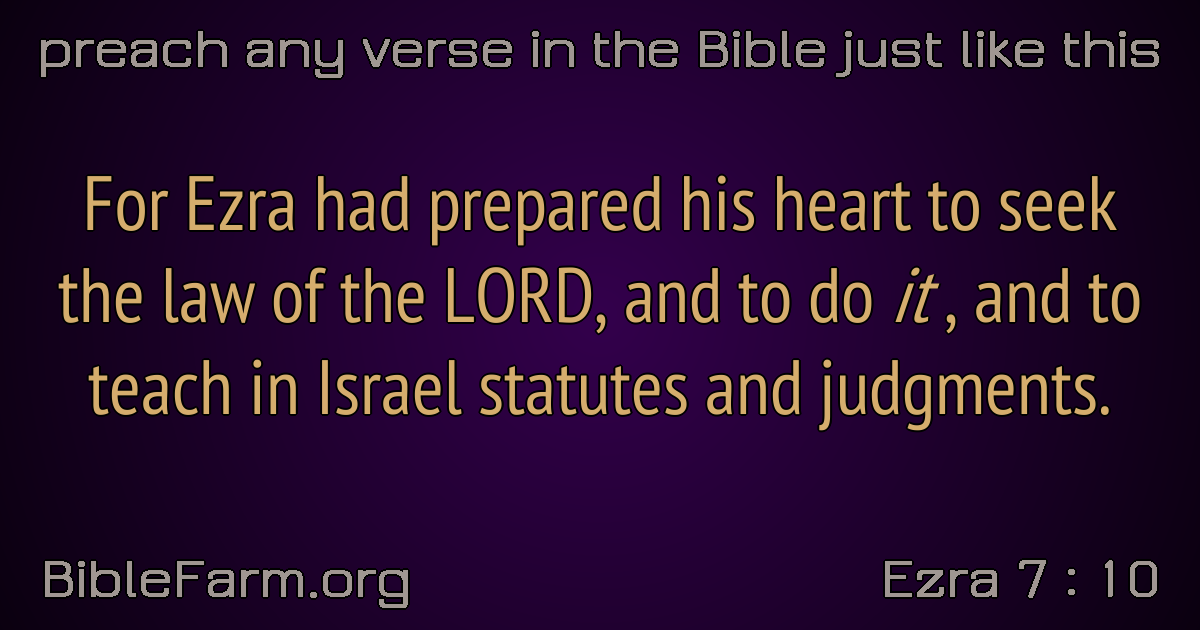 preach any verse in the Bible just like this
For Ezra had prepared his heart to seek
the law of the LORD, and to do it , and to
teach in Israel statutes and judgments.
BibleFarm.org
Ezra 7 : 10